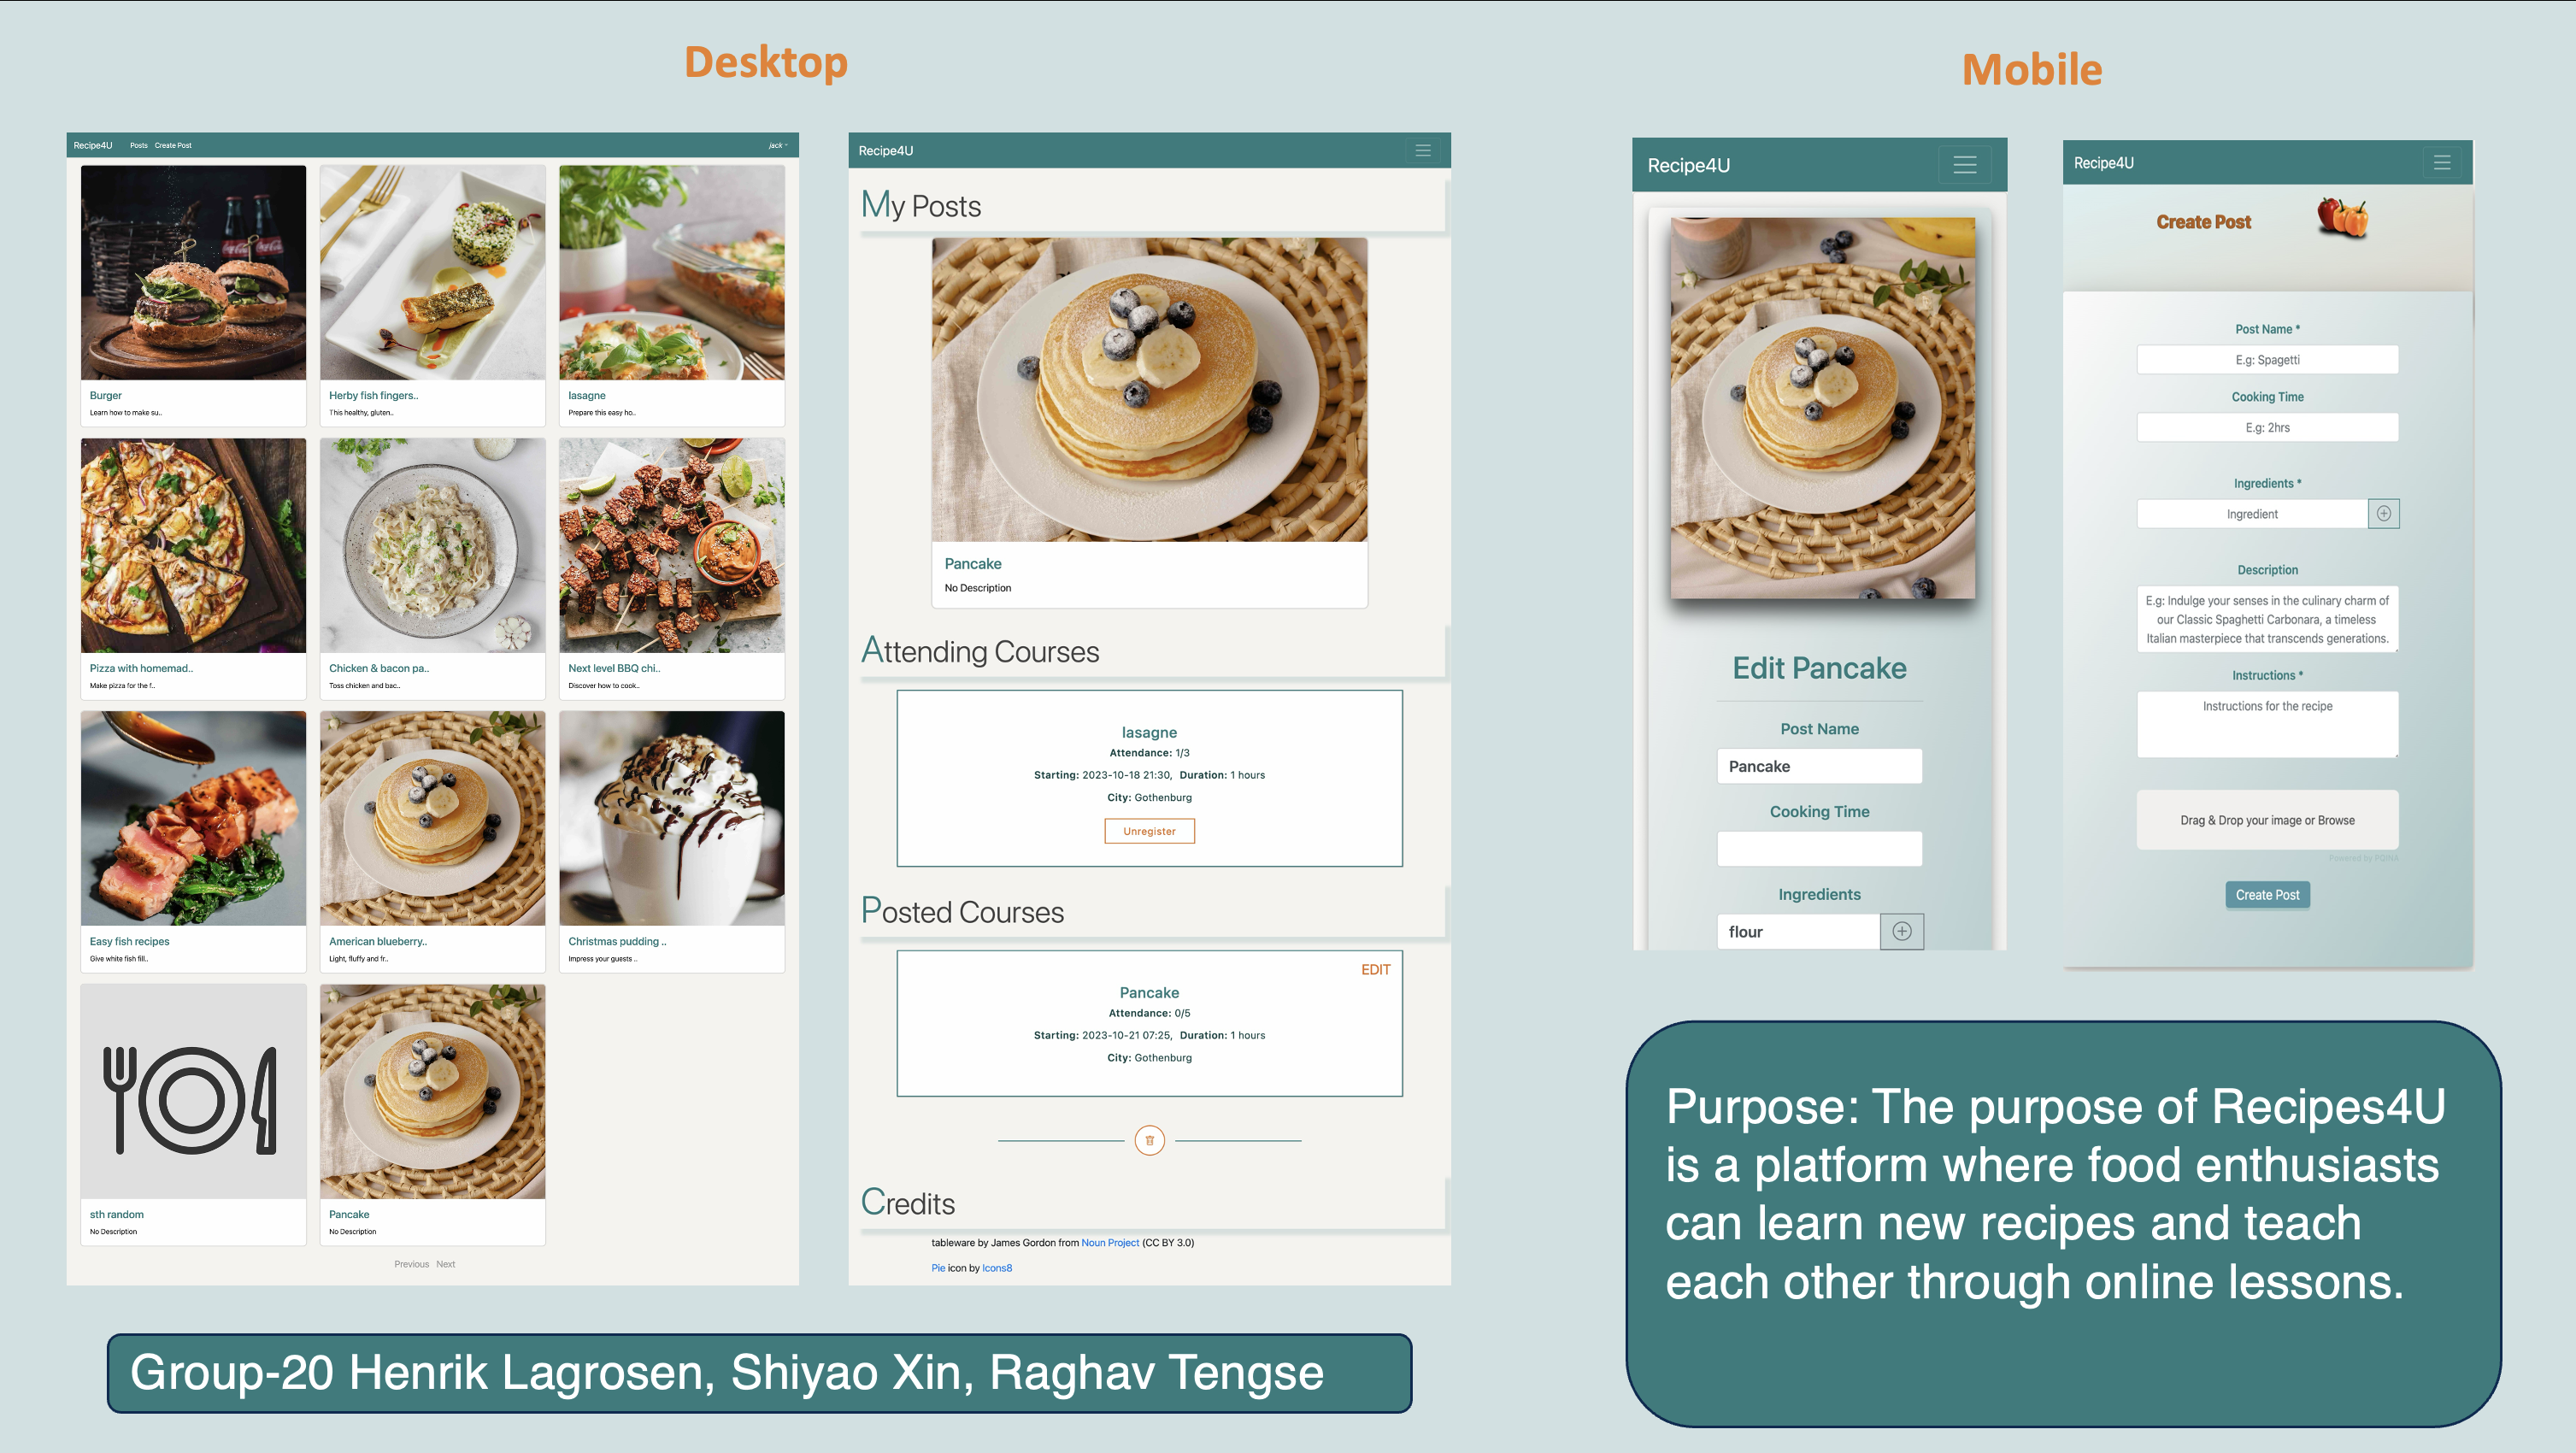 Desktop
Mobile
Recipe4U Posts Create Post jack
Burger
Learn how to make su..
Herby fish fingers..
This healthy, gluten..
lasagne
Prepare this easy ho..
Pizza with homemad..
Make pizza for the f..
Chicken & bacon pa..
Toss chicken and bac..
Next level BBQ chi..
Discover how to cook..
Easy fish recipes
Give white fish fill..
American blueberry..
Light, fluffy and fr..
Christmas pudding ..
Impress your guests ..
sth random
No Description
Pancake
No Description
Previous Next
Recipe4U
My Posts
Pancake
No Description
Attending Courses
lasagne
Attendance: 1/3
Starting: 2023-10-18 21:30, Duration: 1 hours
City: Gothenburg
Unregister
Posted Courses
EDIT
Pancake
Attendance: 0/5
Starting: 2023-10-21 07:25, Duration: 1 hours
City: Gothenburg
Credits
tableware by James Gordon from Noun Project (CC BY 3.0)
Pie icon by Icons8
Recipe4U
Edit Pancake
Post Name
Pancake
Cooking Time
Ingredients
flour
Recipe4U
Create Post
Post Name *
E.g: Spagetti
Cooking Time
E.g: 2hrs
Ingredients *
Ingredient
Description
E.g: Indulge your senses in the culinary charm of
our Classic Spaghetti Carbonara, a timeless
Italian masterpiece that transcends generations.
Instructions *
Instructions for the recipe
Drag & Drop your image or Browse
Powered by PQINA
Create Post
Group-20 Henrik Lagrosen, Shiyao Xin, Raghav Tengse
Purpose: The purpose of Recipes4U
is a platform where food enthusiasts
can learn new recipes and teach
each other through online lessons.